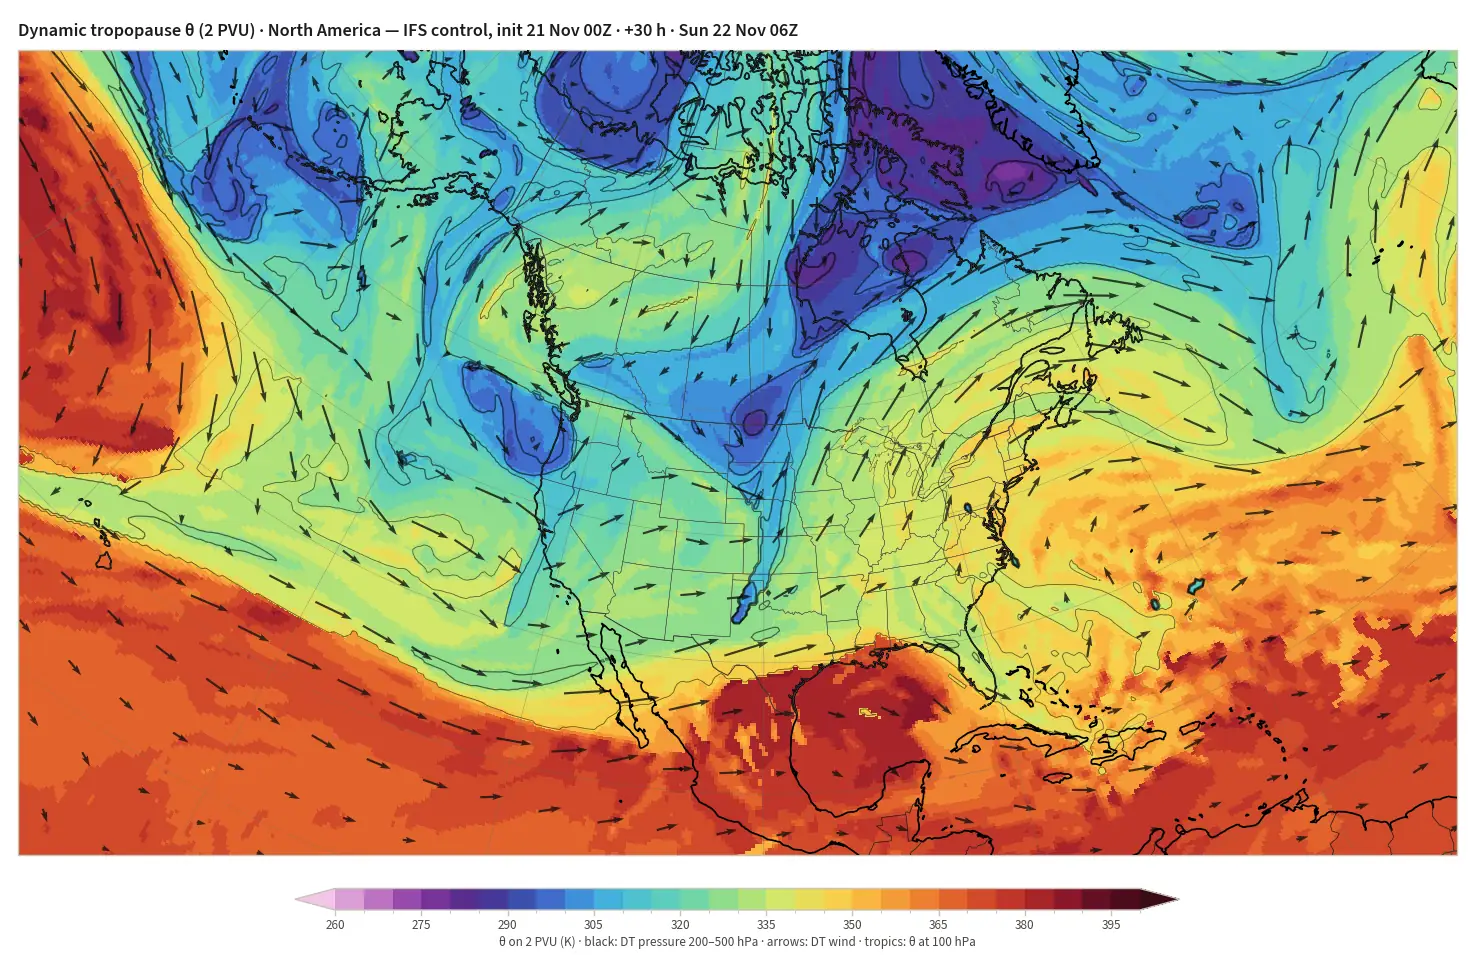 Dynamic tropopause θ (2 PVU) · North America — IFS control, init 21 Nov 00Z · +30 h · Sun 22 Nov 06Z
260 275 290 305 320 335 350 365 380 395
θ on 2 PVU (K) · black: DT pressure 200–500 hPa · arrows: DT wind · tropics: θ at 100 hPa